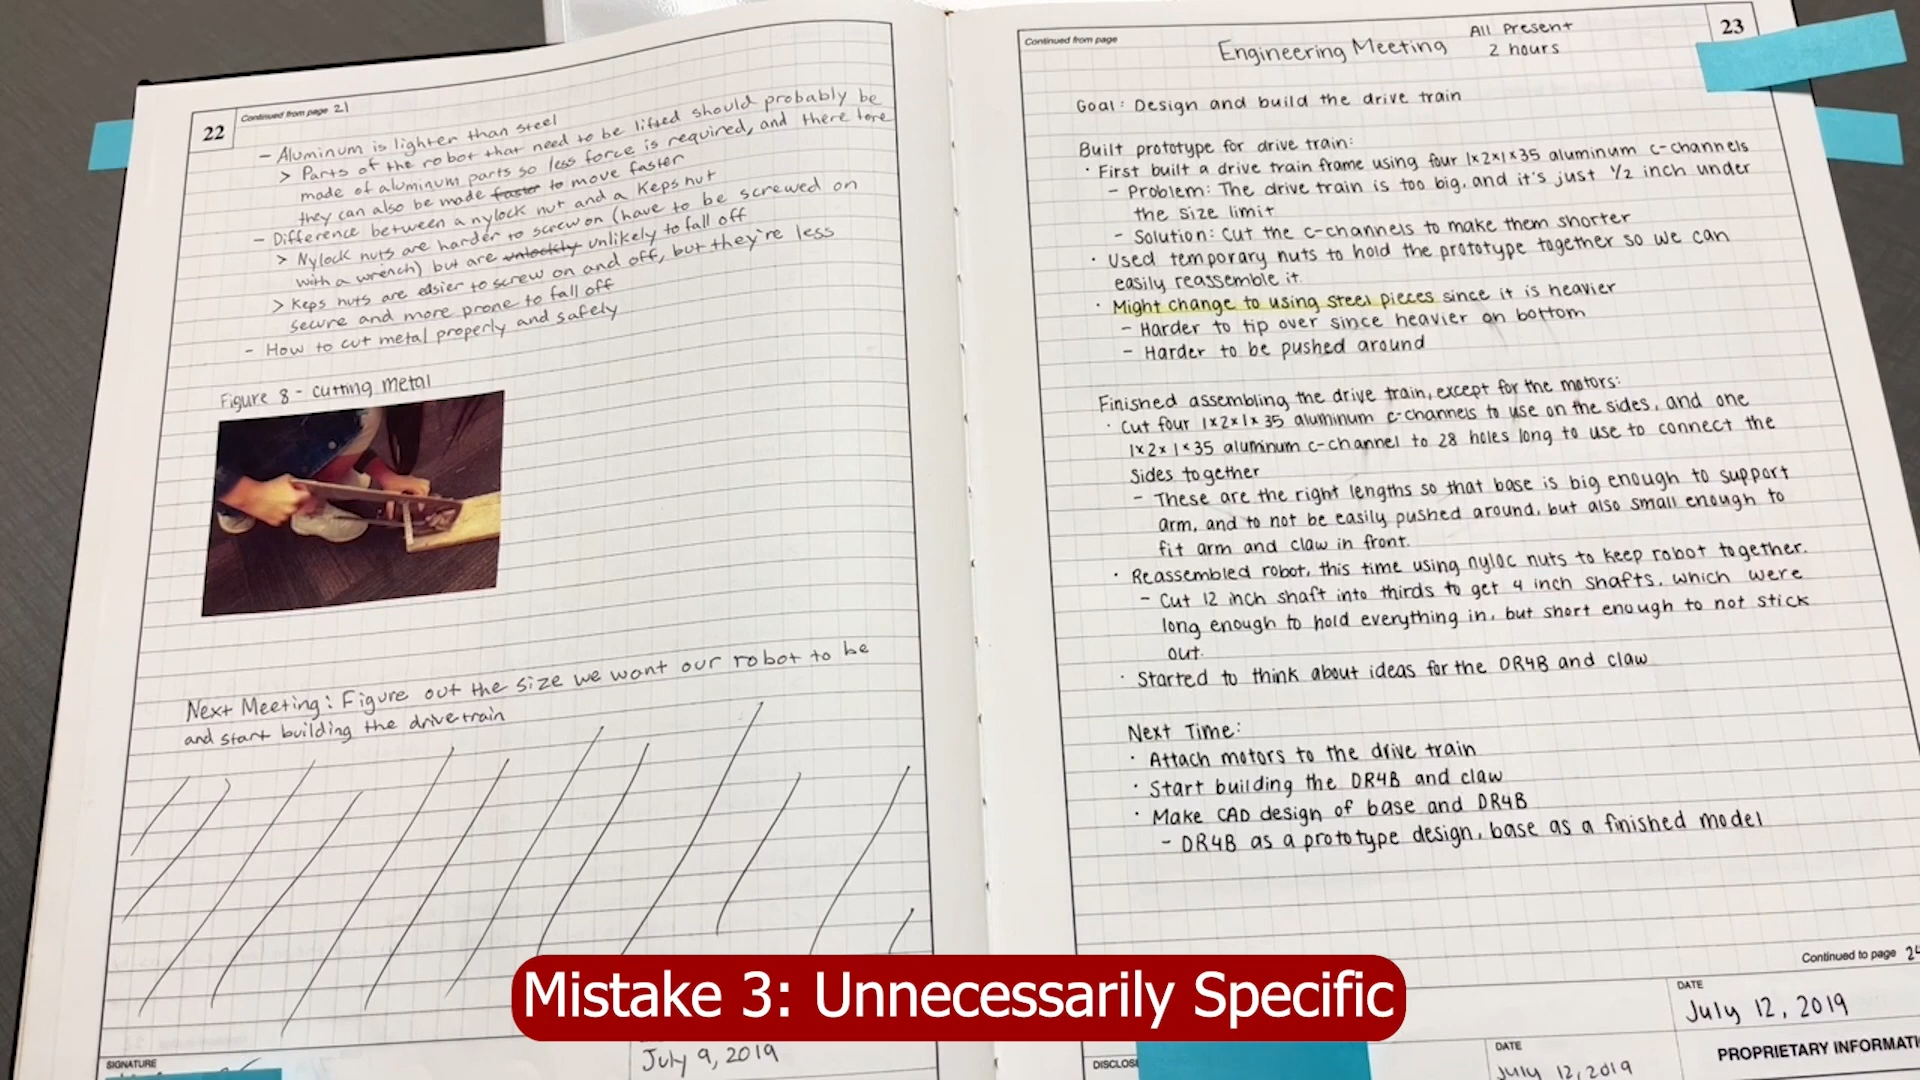 22
Continued from page 21
- Aluminum is lighter than steel
> Parts of the robot that need to be lifted should probably be
made of aluminum parts so less force is required, and there fore
they can also be made faster to move faster
- Difference between a nylock nut and a Keps nut
> Nylock nuts are harder to screw on (have to be screwed on
with a wrench) but are unlockly unlikely to fall off
> Keps nuts are easier to screw on and off, but they're less
secure and more prone to fall off
- How to cut metal properly and safely
Figure 8 - cutting metal
Next Meeting: Figure out the size we want our robot to be
and start building the drivetrain
SIGNATURE
July 9, 2019
Continued from page
Engineering Meeting
All Present
2 hours
23
Goal: Design and build the drive train
Built prototype for drive train:
· First built a drive train frame using four 1x2x1x35 aluminum c-channels
- Problem: The drive train is too big, and it's just 1/2 inch under
the size limit
- Solution: Cut the c-channels to make them shorter
· Used temporary nuts to hold the prototype together so we can
easily reassemble it.
· Might change to using steel pieces since it is heavier
- Harder to tip over since heavier on bottom
- Harder to be pushed around
Finished assembling the drive train, except for the motors:
· Cut four 1x2x1x35 aluminum c-channels to use on the sides, and one
1x2x1x35 aluminum c-channel to 28 holes long to use to connect the
sides together
- These are the right lengths so that base is big enough to support
arm, and to not be easily pushed around, but also small enough to
fit arm and claw in front.
· Reassembled robot, this time using nyloc nuts to keep robot together.
- Cut 12 inch shaft into thirds to get 4 inch shafts, which were
long enough to hold everything in, but short enough to not stick
out.
· Started to think about ideas for the DR4B and claw
Next Time:
· Attach motors to the drive train
· Start building the DR4B and claw
· Make CAD design of base and DR4B
- DR4B as a prototype design, base as a finished model
Continued to page 24
DATE
July 12, 2019
DISCLOS
DATE
July 12, 2019
PROPRIETARY INFORMATI
Mistake 3: Unnecessarily Specific